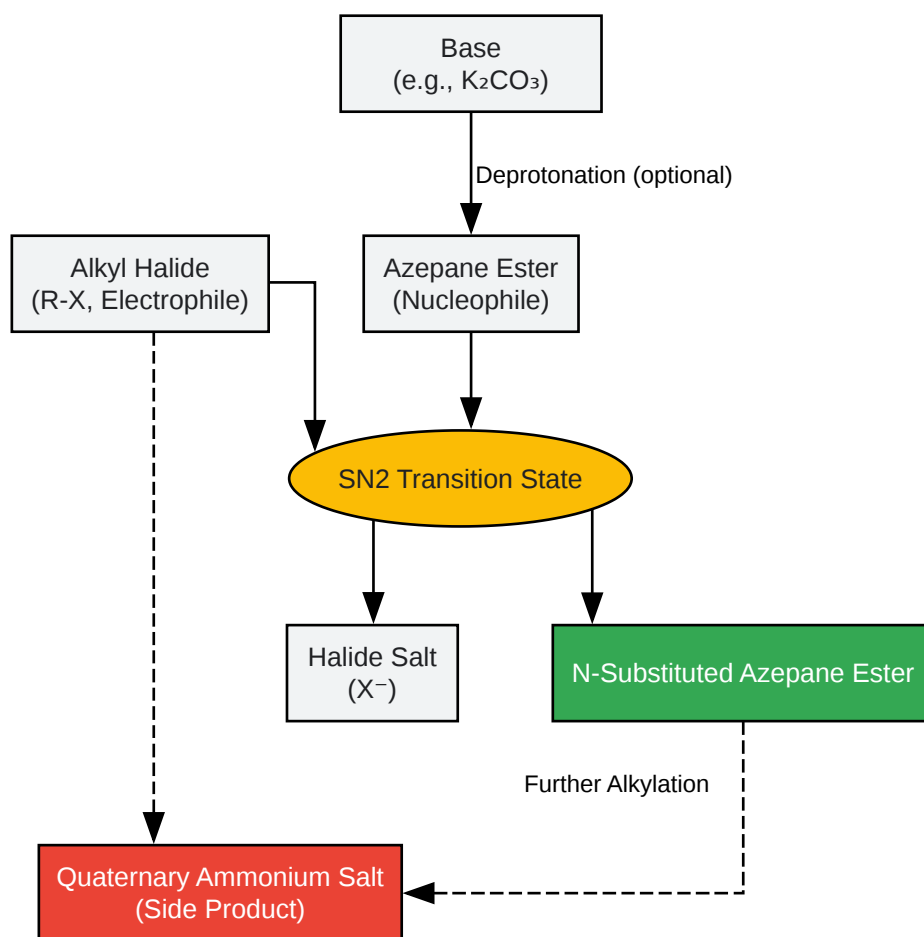 Base
(e.g., K₂CO₃)
Deprotonation (optional)
Alkyl Halide
(R-X, Electrophile)
Azepane Ester
(Nucleophile)
SN2 Transition State
Halide Salt
(X⁻)
N-Substituted Azepane Ester
Further Alkylation
Quaternary Ammonium Salt
(Side Product)